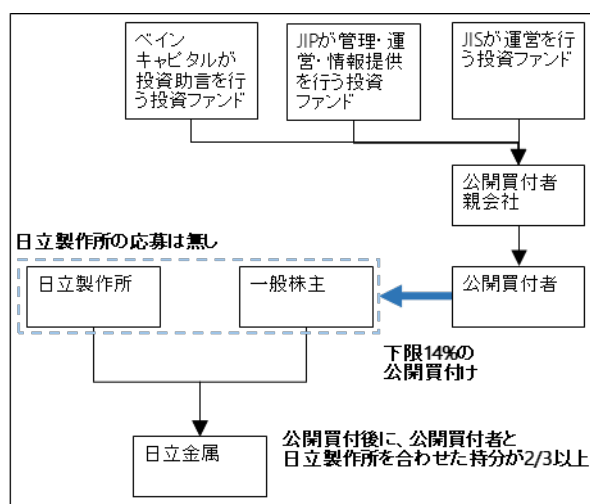 ベイン
キャピタルが
投資助言を行
う投資ファンド
JIPが管理・運
営・情報提供
を行う投資
ファンド
JISが運営を行
う投資ファンド
公開買付者
親会社
日立製作所の応募は無し
日立製作所
一般株主
公開買付者
下限14%の
公開買付け
日立金属
公開買付後に、公開買付者と
日立製作所を合わせた持分が2/3以上